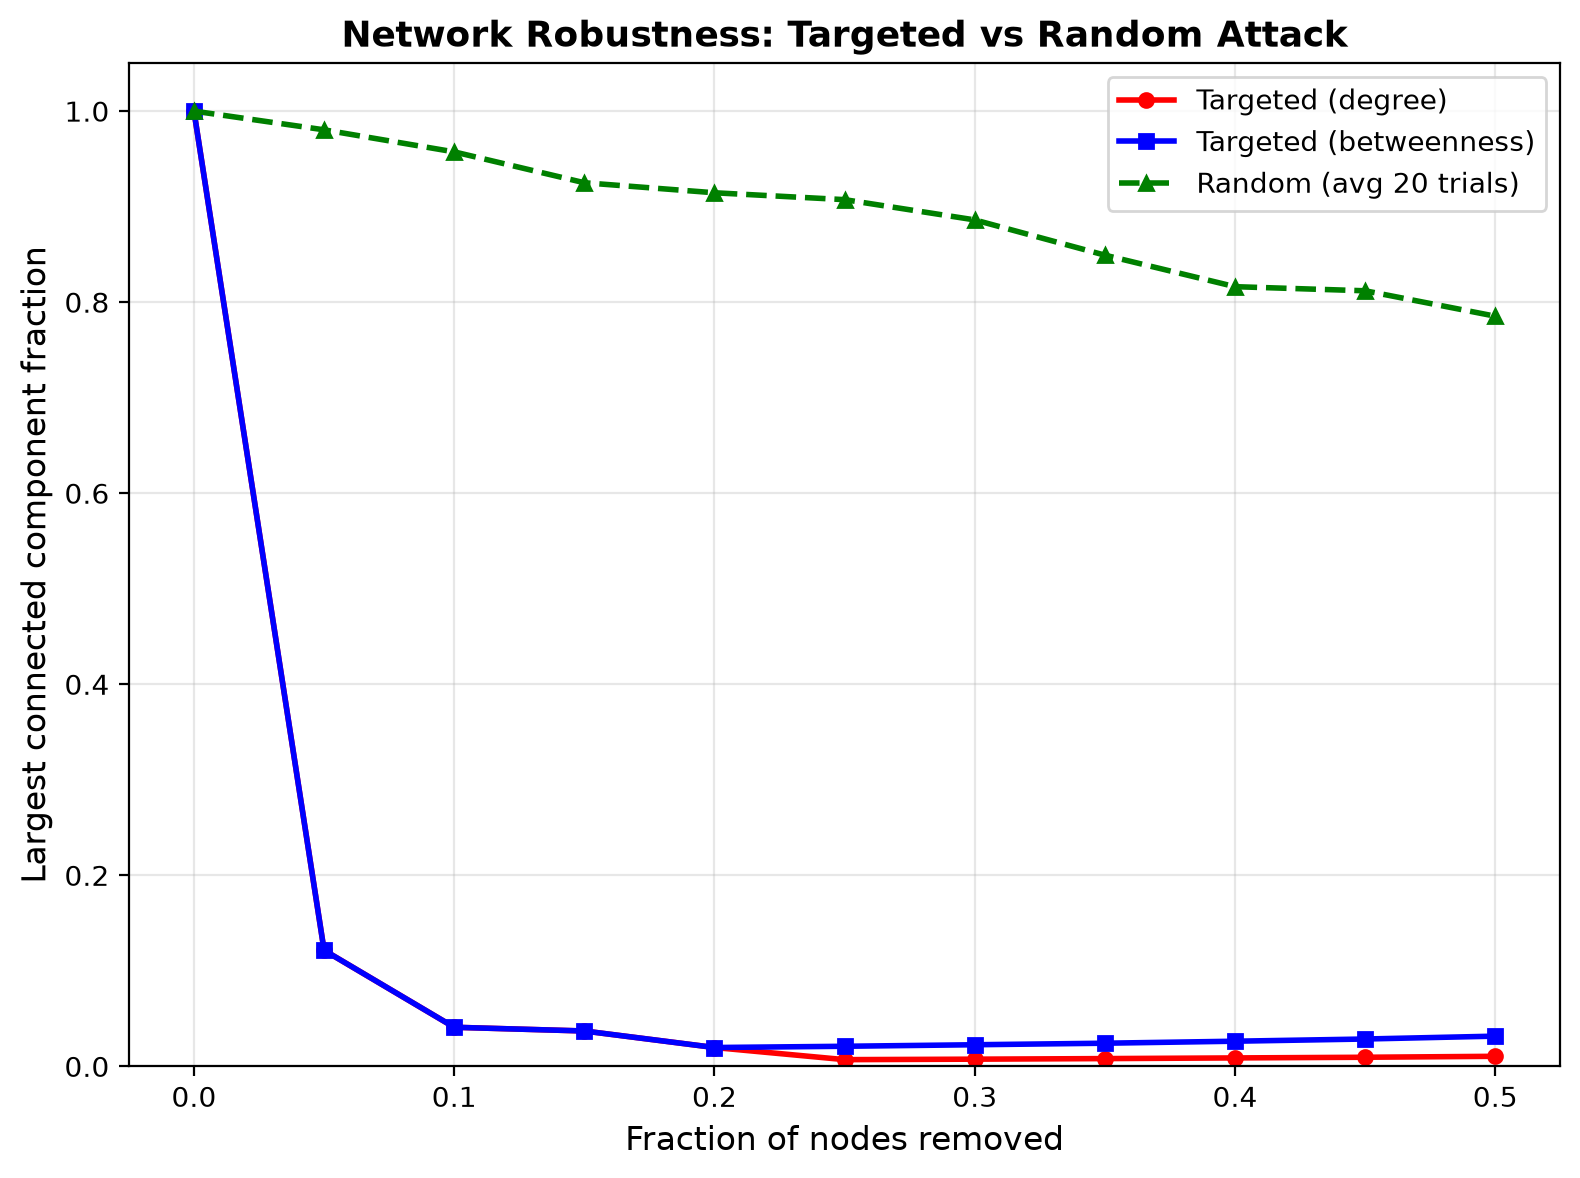 Network Robustness: Targeted vs Random Attack
Targeted (degree)
Targeted (betweenness)
Random (avg 20 trials)
Largest connected component fraction
1.0
0.8
0.6
0.4
0.2
0.0
0.0 0.1 0.2 0.3 0.4 0.5
Fraction of nodes removed